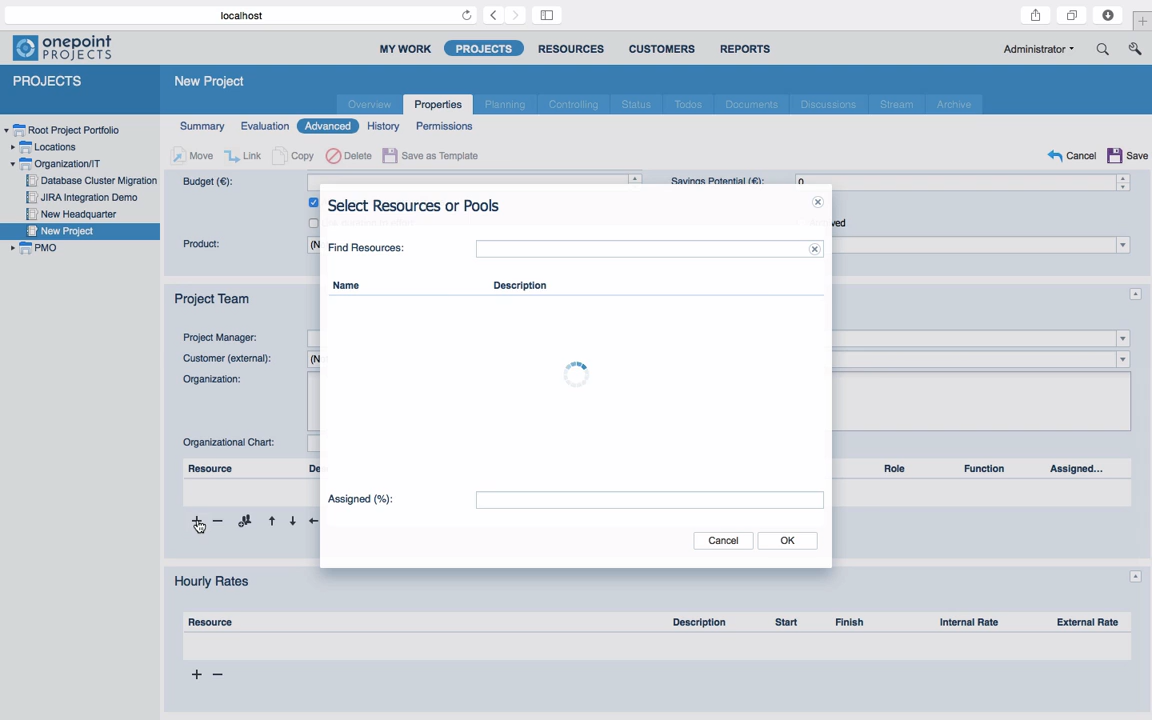 localhost
onepoint
PROJECTS
MY WORK PROJECTS RESOURCES CUSTOMERS REPORTS
Administrator
PROJECTS
New Project
Overview Properties Planning Controlling Status Todos Documents Discussions Stream Archive
Summary Evaluation Advanced History Permissions
Move Link Copy Delete Save as Template
Cancel Save
Root Project Portfolio
Locations
Organization/IT
Database Cluster Migration
JIRA Integration Demo
New Headquarter
New Project
PMO
Budget (€):
Savings Potential (€): 0
Product:
(N
Select Resources or Pools
Find Resources:
Name Description
Assigned (%):
Cancel OK
Project Team
Project Manager:
Customer (external): (N
Organization:
Organizational Chart:
Resource De Role Function Assigned...
Hourly Rates
Resource Description Start Finish Internal Rate External Rate